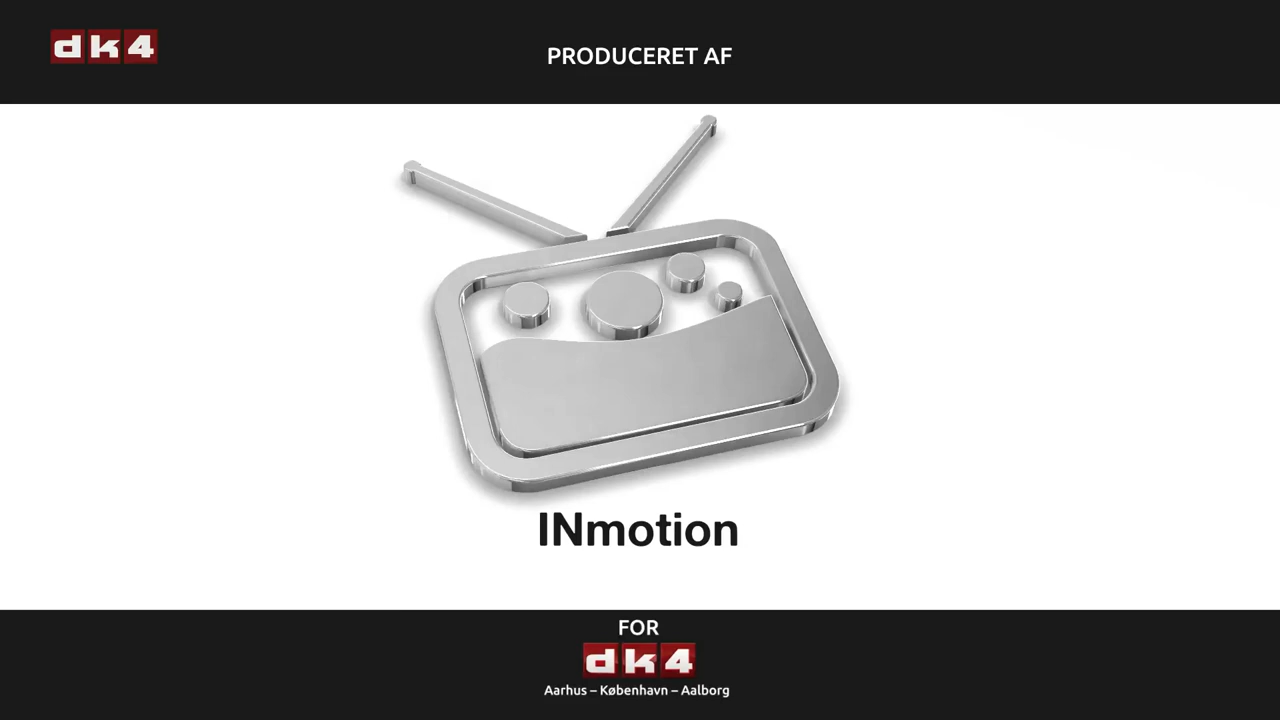 dk4
PRODUCERET AF
INmotion
FOR
dk4
Aarhus – København – Aalborg